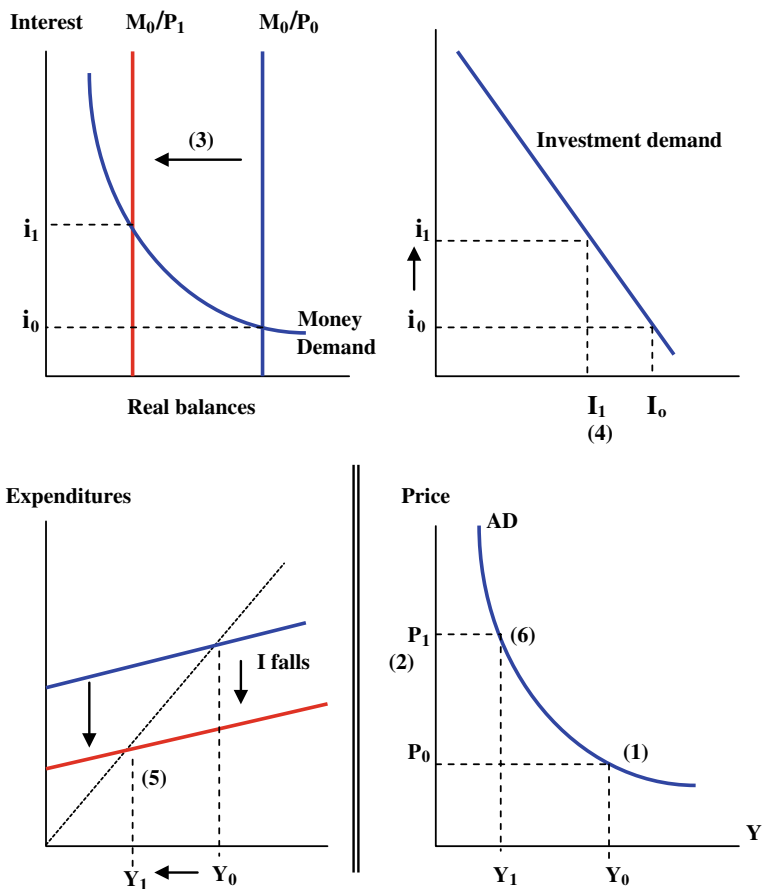 Interest
M₀/P₁
M₀/P₀
(3)
i₁
i₀
Money
Demand
Real balances
Investment demand
i₁
i₀
I₁
Iₒ
(4)
Expenditures
I falls
(5)
Y₁
Y₀
Price
AD
P₁
(6)
(2)
P₀
(1)
Y
Y₁
Y₀